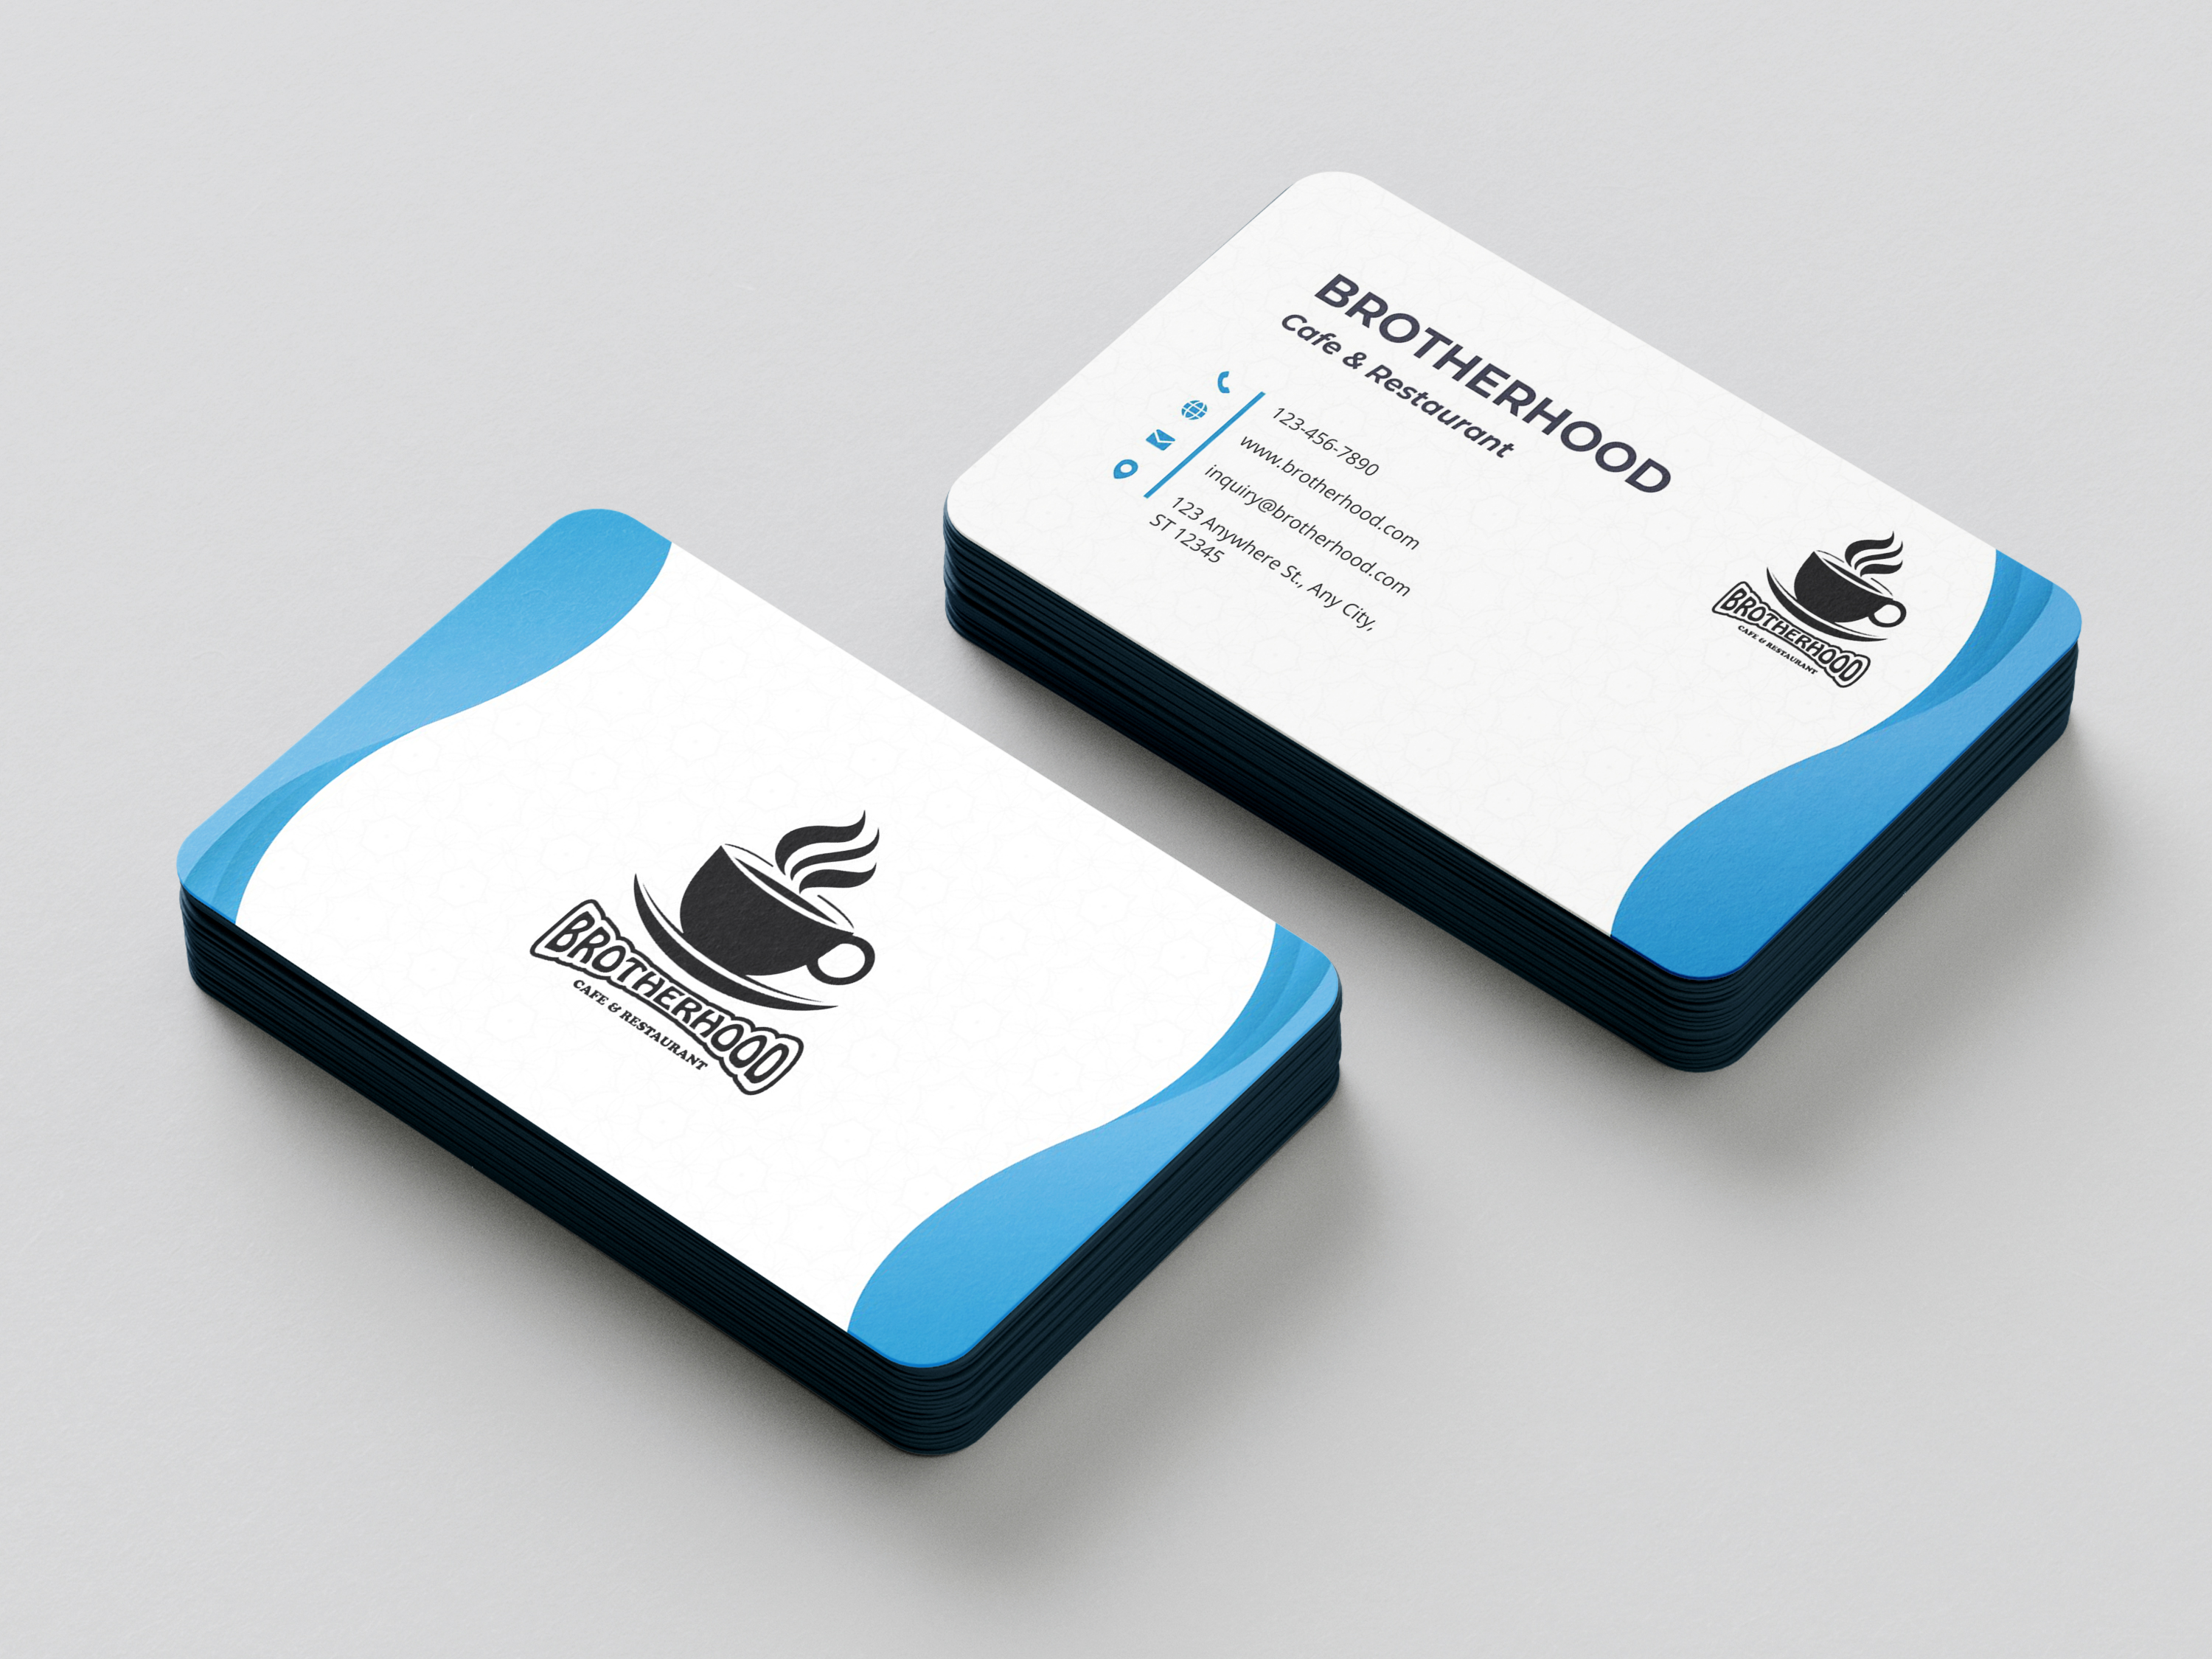 BROTHERHOOD
Cafe & Restaurant
123-456-7890
www.brotherhood.com
inquiry@brotherhood.com
123 Anywhere St., Any City,
ST 12345
BROTHERHOOD
CAFE & RESTAURANT
BROTHERHOOD
CAFE & RESTAURANT